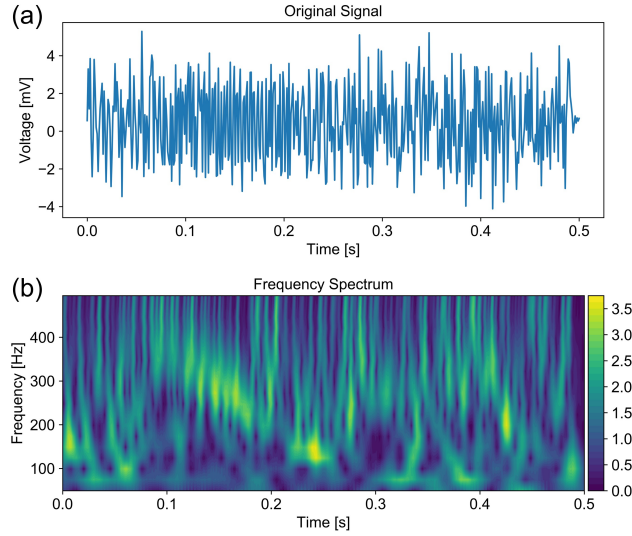 (a)
Original Signal
Voltage [mV]
4
2
0
−2
−4
0.0 0.1 0.2 0.3 0.4 0.5
Time [s]
(b)
Frequency Spectrum
Frequency [Hz]
400
300
200
100
0.0 0.1 0.2 0.3 0.4 0.5
Time [s]
3.5
3.0
2.5
2.0
1.5
1.0
0.5
0.0